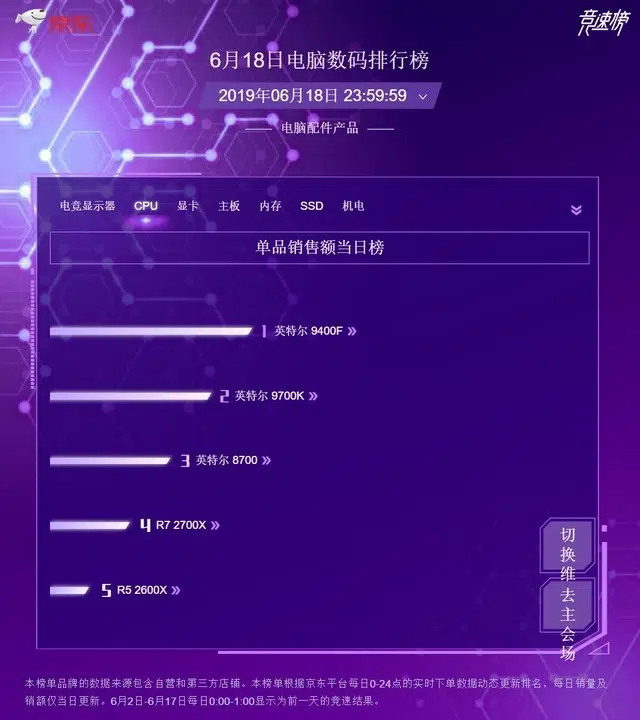 京东
竞速榜
6月18日电脑数码排行榜
2019年06月18日 23:59:59
电脑配件产品
电竞显示器 CPU 显卡 主板 内存 SSD 机电
单品销售额当日榜
1 英特尔 9400F
2 英特尔 9700K
3 英特尔 8700
4 R7 2700X
5 R5 2600X
切换维
去主会场
本榜单品牌的数据来源包含自营和第三方店铺。本榜单根据京东平台每日0-24点的实时下单数据动态更新排名，每日销量及
销额仅当日更新。6月2日-6月17日每日0:00-1:00显示为前一天的竞速结果。